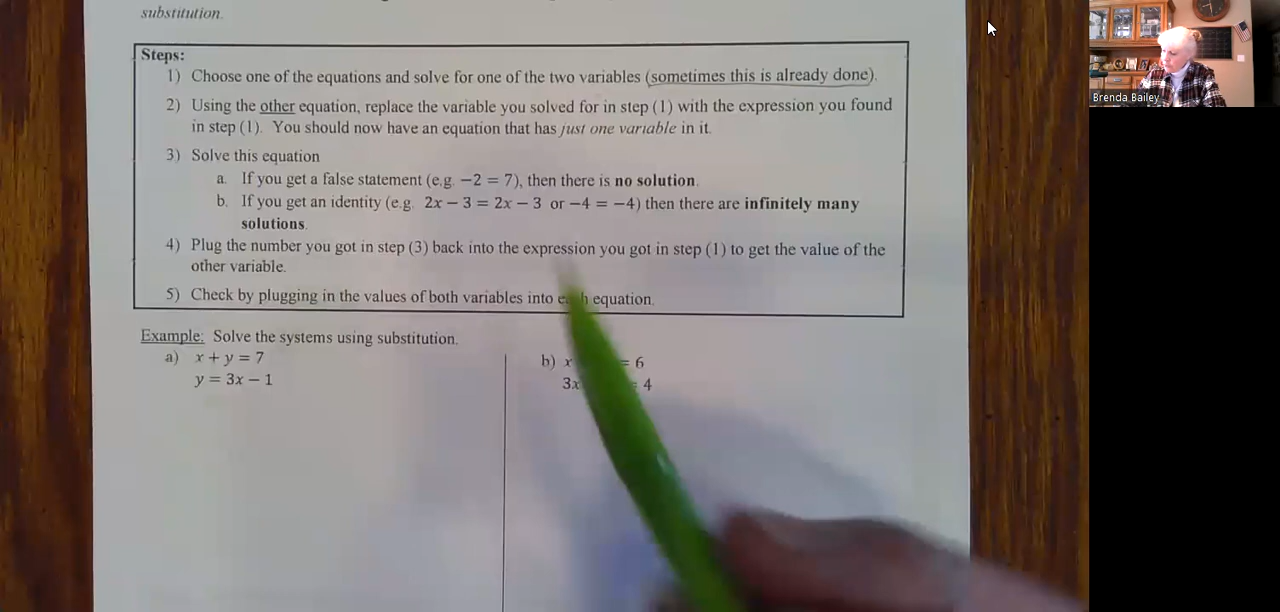 substitution.
Steps:
1) Choose one of the equations and solve for one of the two variables (sometimes this is already done).
2) Using the other equation, replace the variable you solved for in step (1) with the expression you found
in step (1). You should now have an equation that has just one variable in it.
3) Solve this equation
a. If you get a false statement (e.g. −2 = 7), then there is no solution.
b. If you get an identity (e.g. 2x − 3 = 2x − 3 or −4 = −4) then there are infinitely many
solutions.
4) Plug the number you got in step (3) back into the expression you got in step (1) to get the value of the
other variable.
5) Check by plugging in the values of both variables into each equation.
Example: Solve the systems using substitution.
a) x + y = 7
y = 3x − 1
b) x = 6
3x = 4
Brenda Bailey